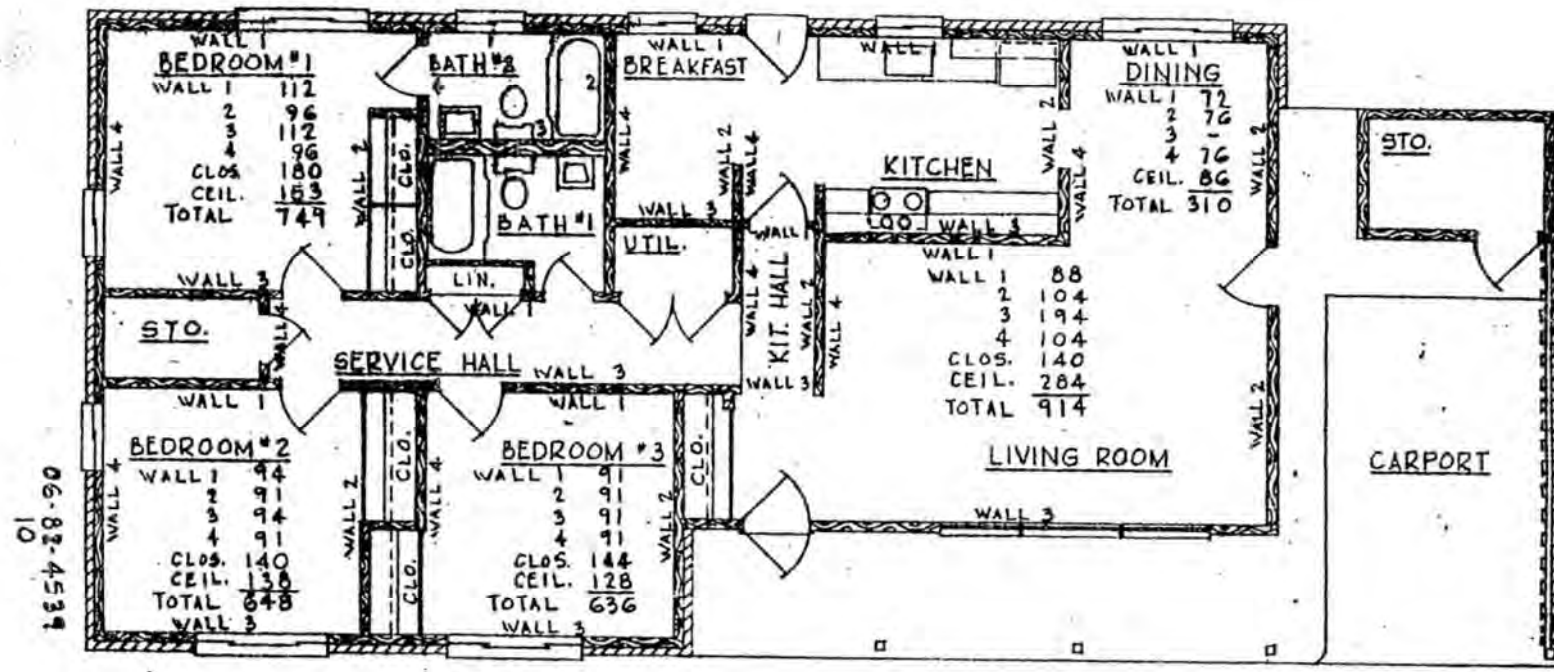 WALL 1
BEDROOM #1
WALL 1 112
2 96
3 112
4 96
CLOS 180
CEIL. 153
TOTAL 749
WALL 4
WALL 2
WALL 3
CLO.
CLO.
1
BATH #2
4
2
3
BATH #1
LIN.
WALL 1
WALL 1
BREAKFAST
WALL 4
WALL 2
WALL 3
UTIL.
WALL 1
WALL 4
KITCHEN
WALL 2
WALL 3
WALL 1
DINING
WALL 1 72
2 76
3 -
4 76
CEIL. 86
TOTAL 310
WALL 4
WALL 2
STO.
STO.
WALL 4
SERVICE HALL
WALL 3
WALL 1
WALL 4
KIT. HALL
WALL 2
WALL 3
WALL 1
WALL 1 88
2 104
3 194
4 104
CLOS. 140
CEIL. 284
TOTAL 914
WALL 4
WALL 2
LIVING ROOM
WALL 3
CARPORT
WALL 1
BEDROOM #2
WALL 1 94
2 91
3 94
4 91
CLOS. 140
CEIL. 138
TOTAL 648
WALL 3
WALL 4
WALL 2
CLO.
CLO.
WALL 1
BEDROOM #3
WALL 1 91
2 91
3 91
4 91
CLOS. 144
CEIL. 128
TOTAL 636
WALL 3
WALL 4
WALL 2
CLO.
06-82-4539
10